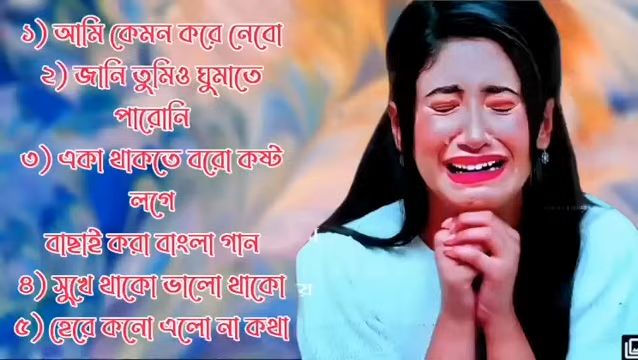 ১) আমি কেমন করে নেবো
২) জানি তুমিও ঘুমাতে
পারোনি
৩) একা থাকতে বরো কষ্ট
লগে
বাছাই করা বাংলা গান
৪) সুখে থাকো ভালো থাকো
৫) হেরে কনো এলো না কথা